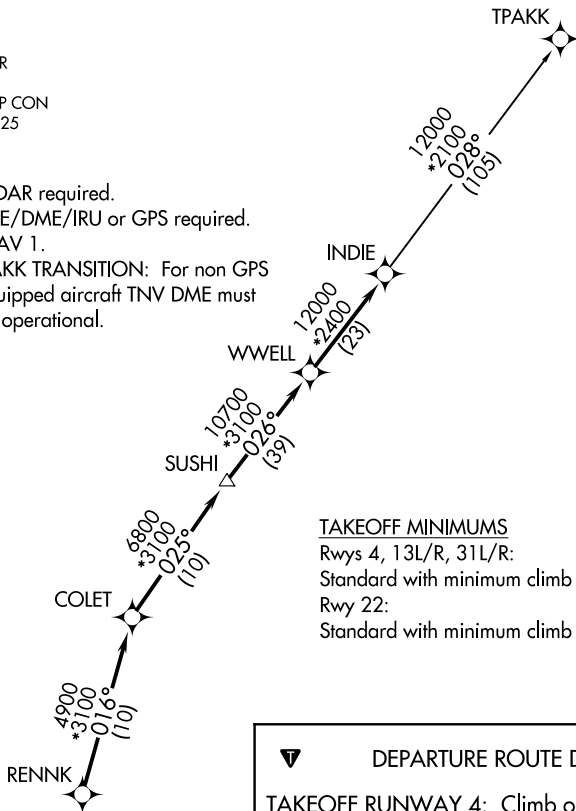 TPAKK
R
P CON
25
12000
*2100
028°
(105)
DAR required.
E/DME/IRU or GPS required.
AV 1.
AKK TRANSITION: For non GPS
uipped aircraft TNV DME must
operational.
INDIE
12000
*2400
(23)
WWELL
10700
*3100
026°
(39)
SUSHI
6800
*3100
025°
(10)
TAKEOFF MINIMUMS
Rwys 4, 13L/R, 31L/R:
Standard with minimum climb
Rwy 22:
Standard with minimum climb
COLET
4900
*3100
016°
(10)
RENNK
T DEPARTURE ROUTE D
TAKEOFF RUNWAY 4: Climb o